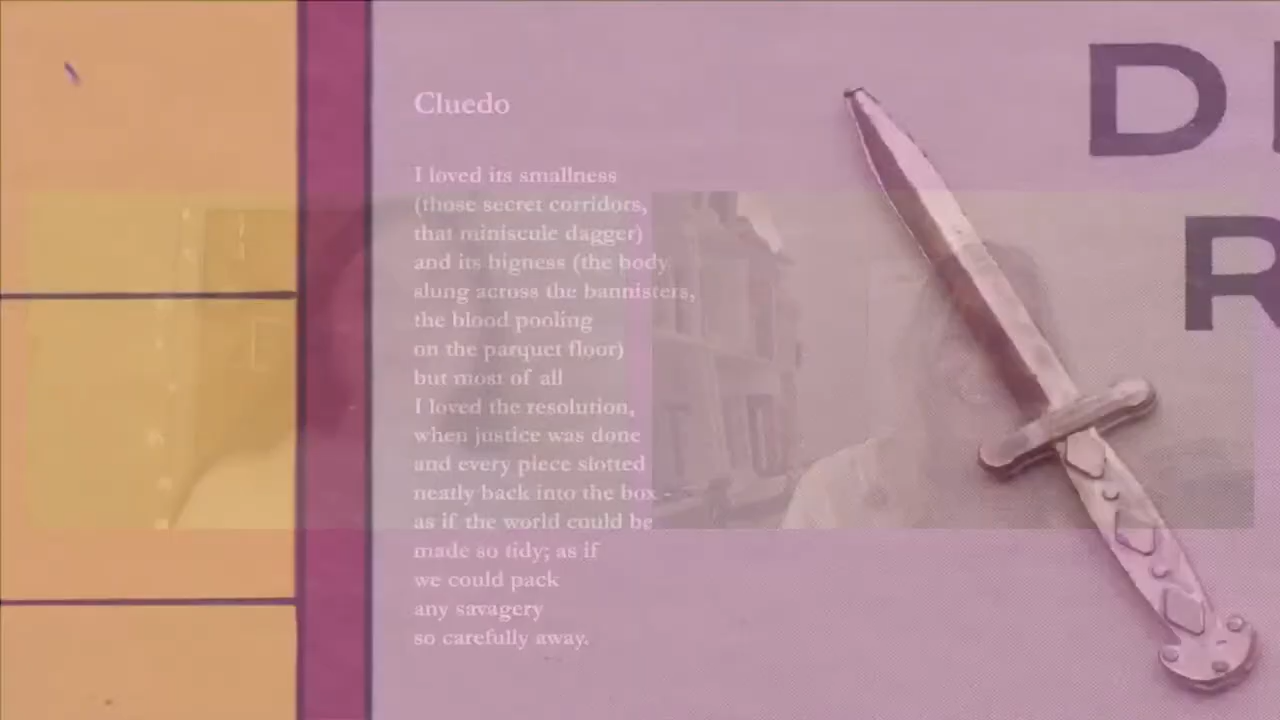 Cluedo
I loved its smallness
(those secret corridors,
that miniscule dagger)
and its bigness (the body
slung across the bannisters,
the blood pooling
on the parquet floor)
but most of all
I loved the resolution,
when justice was done
and every piece slotted
neatly back into the box -
as if the world could be
made so tidy; as if
we could pack
any savagery
so carefully away.
D
R